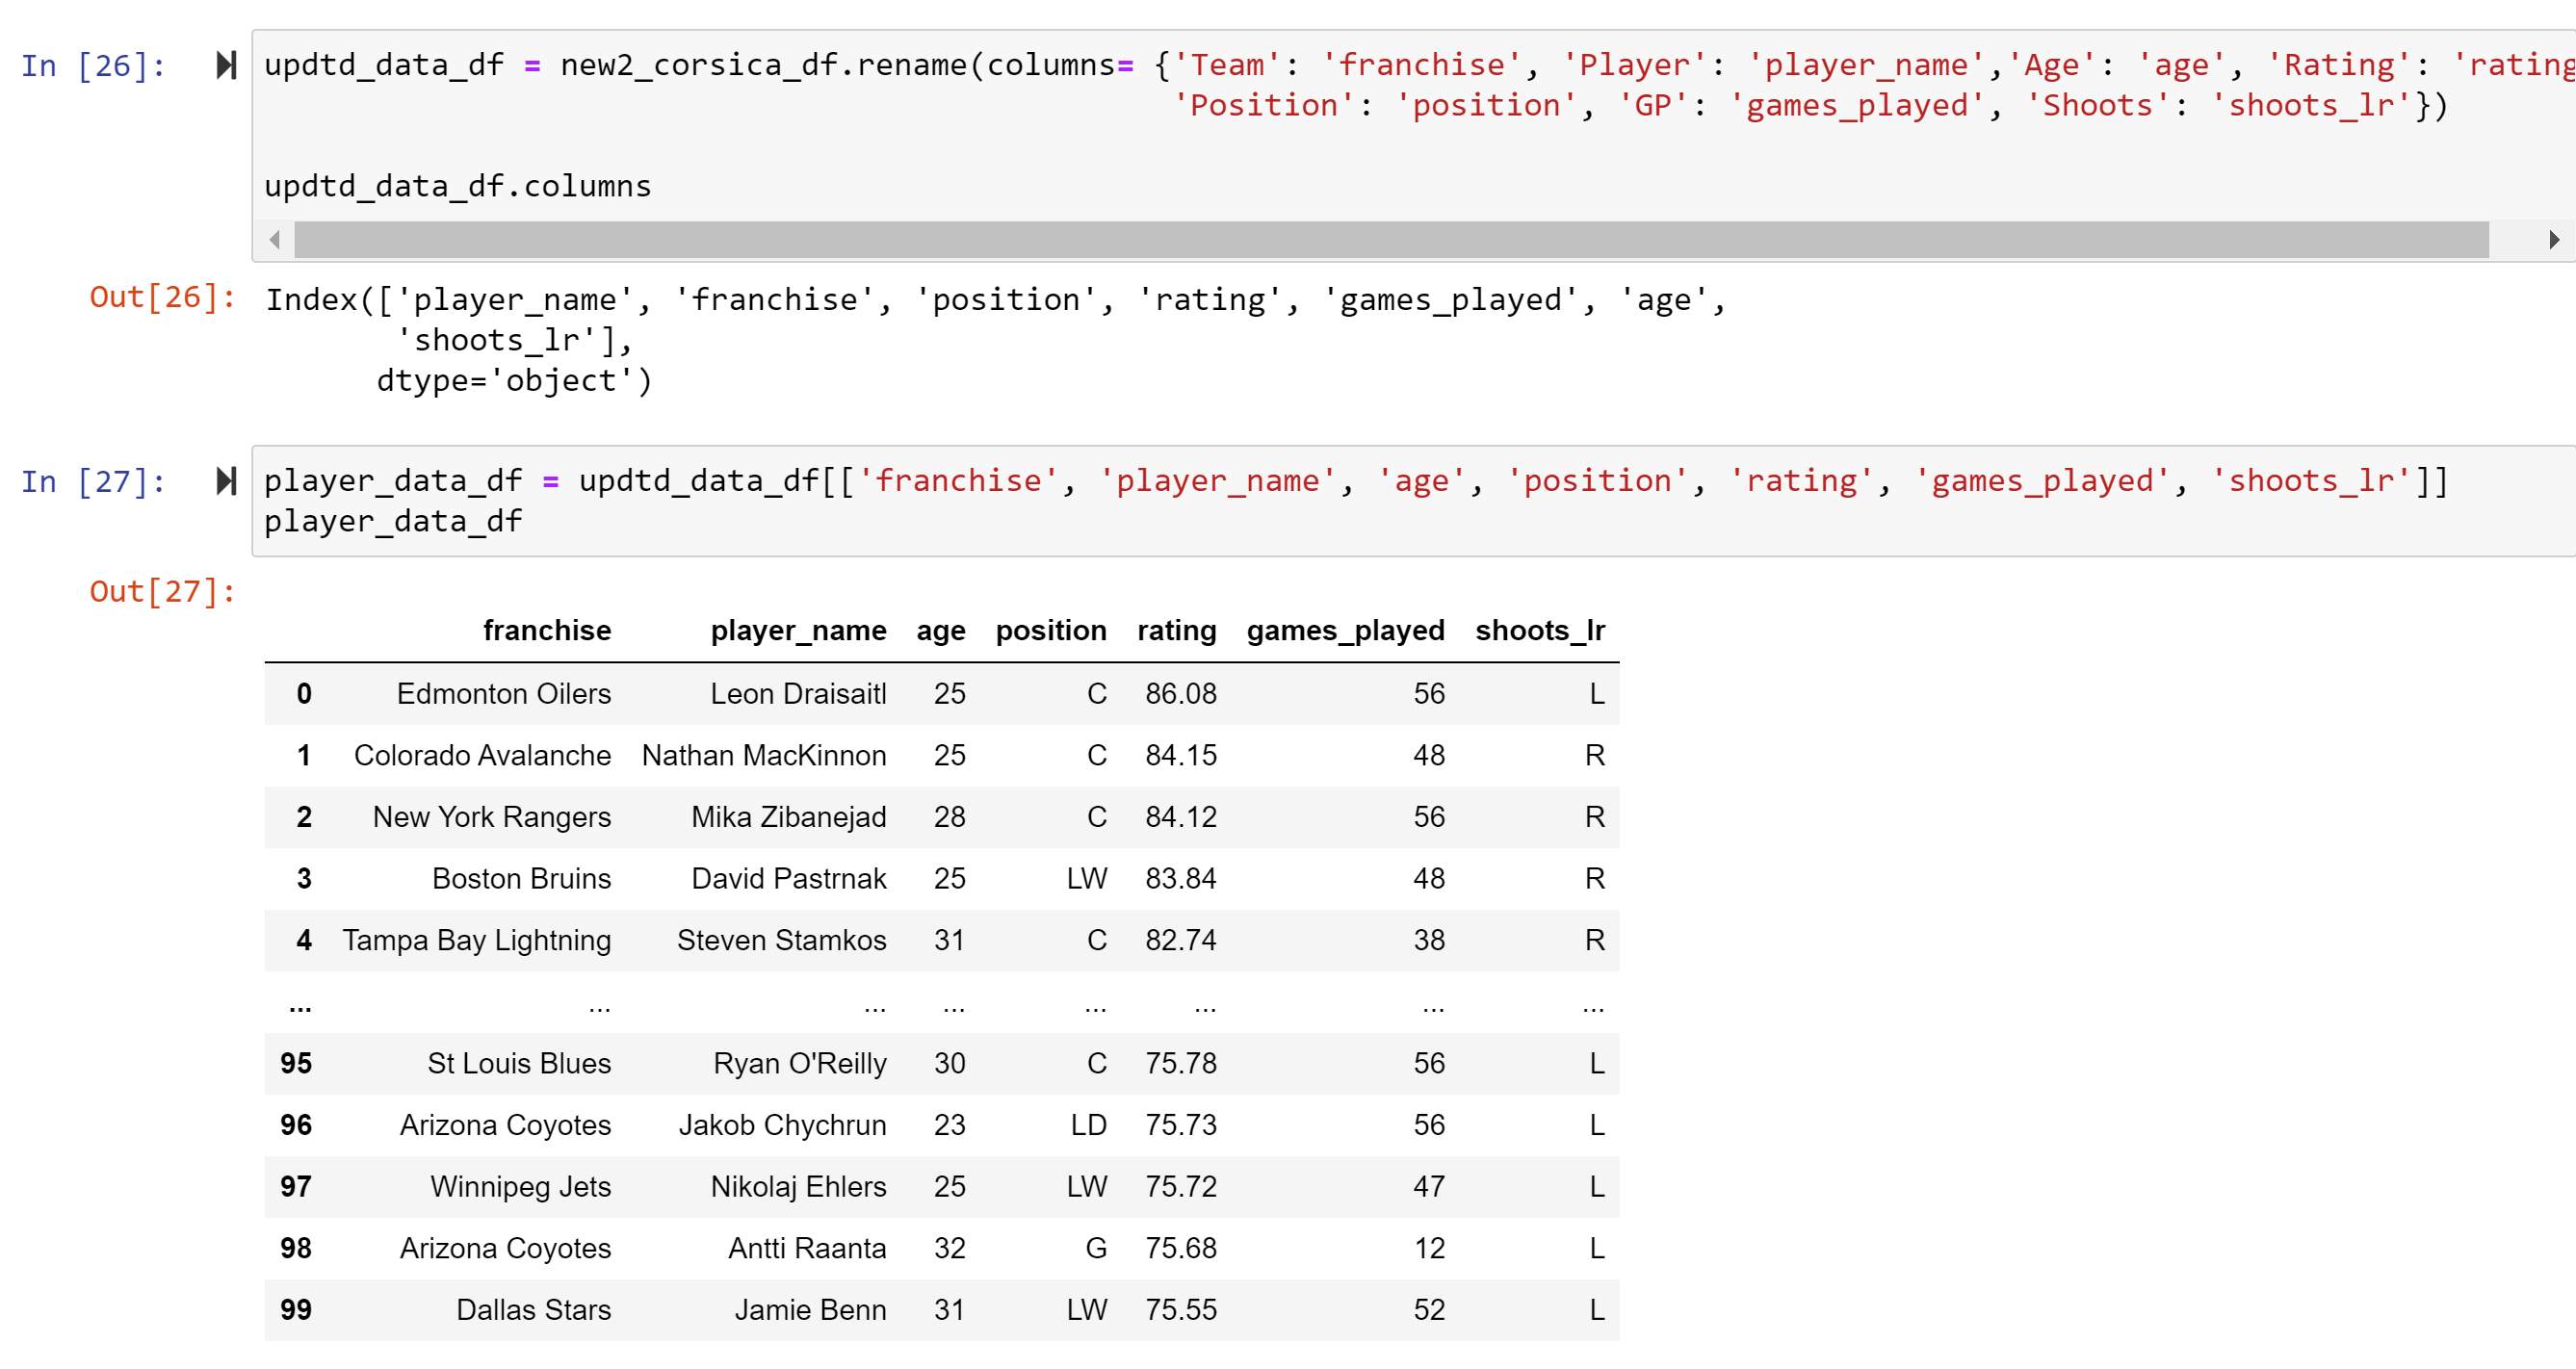 In [26]: updtd_data_df = new2_corsica_df.rename(columns= {'Team': 'franchise', 'Player': 'player_name','Age': 'age', 'Rating': 'rating
'Position': 'position', 'GP': 'games_played', 'Shoots': 'shoots_lr'})
updtd_data_df.columns
Out[26]: Index(['player_name', 'franchise', 'position', 'rating', 'games_played', 'age',
'shoots_lr'],
dtype='object')
In [27]: player_data_df = updtd_data_df[['franchise', 'player_name', 'age', 'position', 'rating', 'games_played', 'shoots_lr']]
player_data_df
Out[27]:
franchise player_name age position rating games_played shoots_lr
0 Edmonton Oilers Leon Draisaitl 25 C 86.08 56 L
1 Colorado Avalanche Nathan MacKinnon 25 C 84.15 48 R
2 New York Rangers Mika Zibanejad 28 C 84.12 56 R
3 Boston Bruins David Pastrnak 25 LW 83.84 48 R
4 Tampa Bay Lightning Steven Stamkos 31 C 82.74 38 R
... ... ... ... ... ... ... ...
95 St Louis Blues Ryan O'Reilly 30 C 75.78 56 L
96 Arizona Coyotes Jakob Chychrun 23 LD 75.73 56 L
97 Winnipeg Jets Nikolaj Ehlers 25 LW 75.72 47 L
98 Arizona Coyotes Antti Raanta 32 G 75.68 12 L
99 Dallas Stars Jamie Benn 31 LW 75.55 52 L